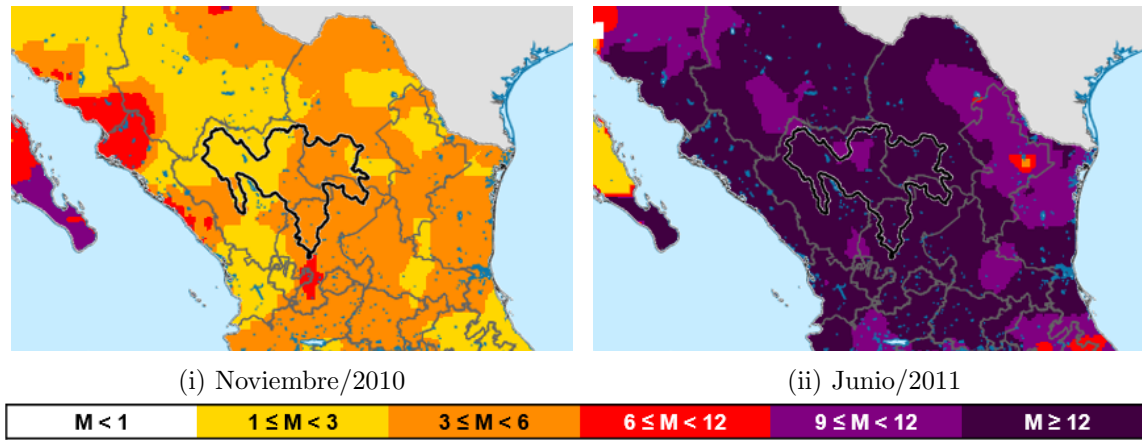 (i) Noviembre/2010
(ii) Junio/2011
M < 1
1 ≤ M < 3
3 ≤ M < 6
6 ≤ M < 12
9 ≤ M < 12
M ≥ 12